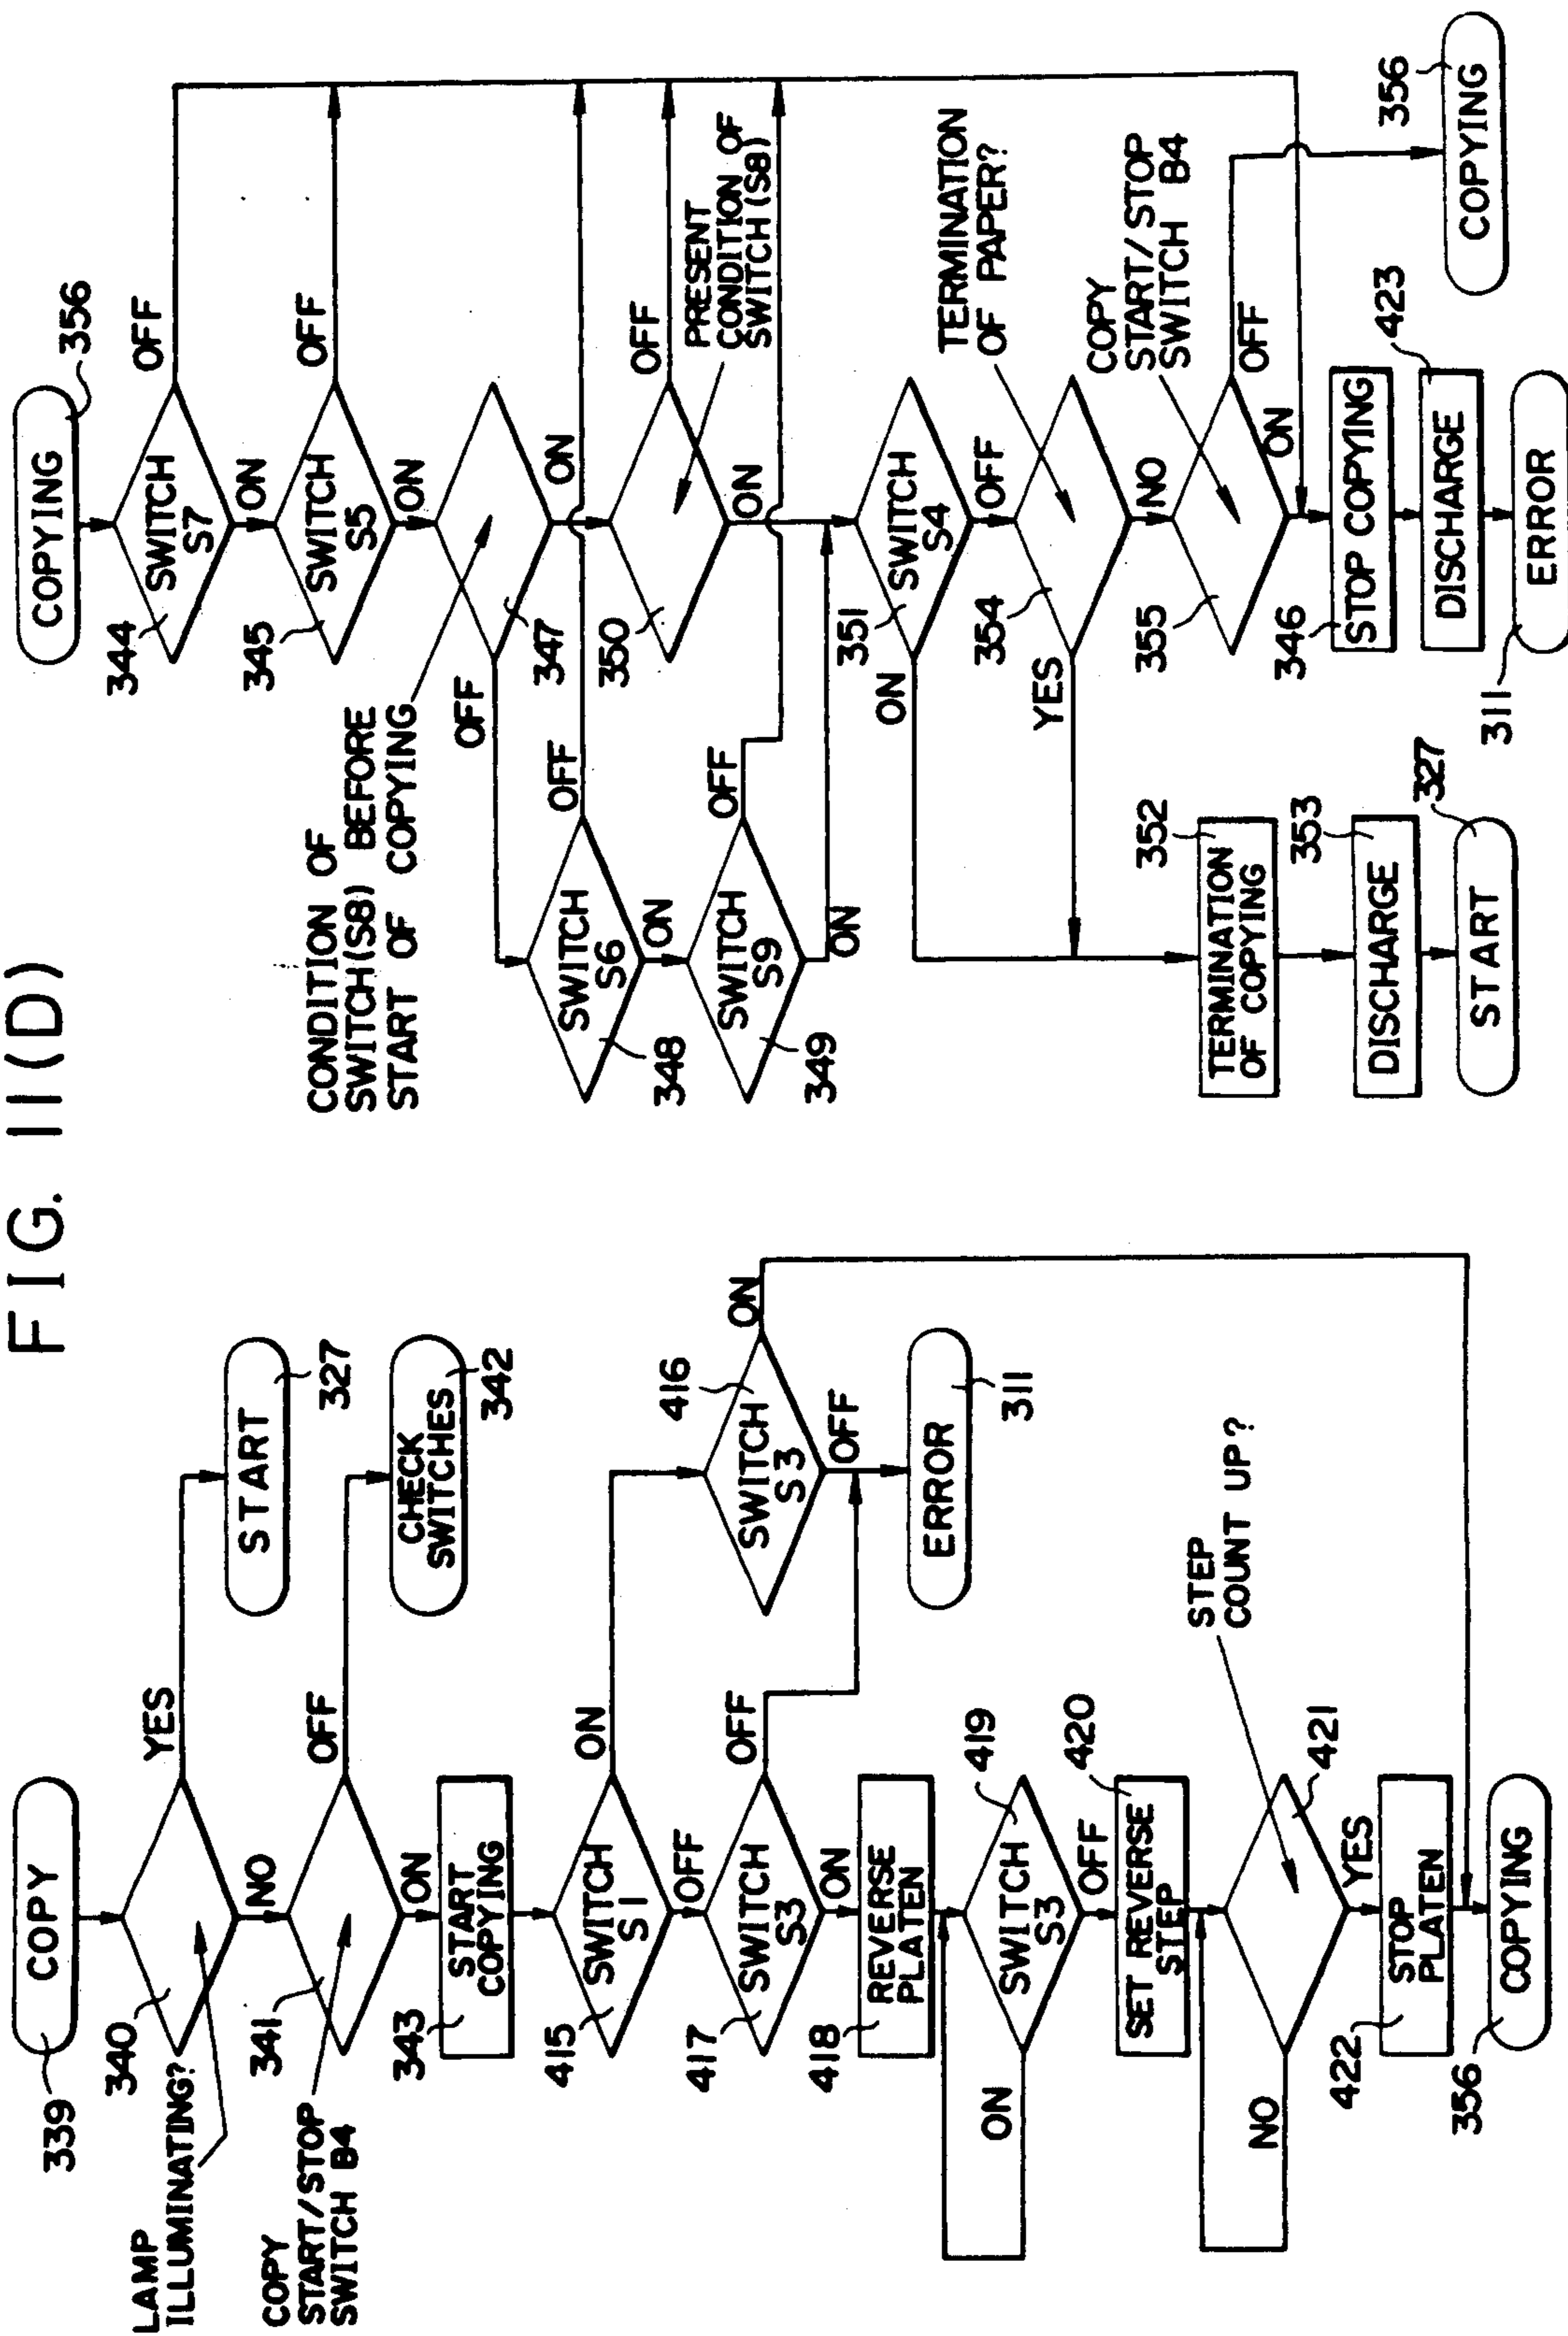 FIG. 11(D)
COPY
339
340
LAMP
ILLUMINATING?
YES
START
327
NO
341
COPY
START/STOP
SWITCH B4
OFF
CHECK
SWITCHES
342
ON
343
START
COPYING
415
SWITCH
S1
ON
416
SWITCH
S3
ON
OFF
OFF
417
SWITCH
S3
OFF
ERROR
311
ON
418
REVERSE
PLATEN
419
SWITCH
S3
ON
OFF
420
SET REVERSE
STEP
STEP
COUNT UP?
421
NO
YES
422
STOP
PLATEN
356
COPYING
COPYING
356
344
SWITCH
S7
OFF
ON
345
SWITCH
S5
OFF
ON
CONDITION OF
SWITCH(S8) BEFORE
START OF COPYING
347
OFF
ON
348
SWITCH
S6
OFF
ON
350
OFF
PRESENT
CONDITION OF
SWITCH(S8)
ON
349
SWITCH
S9
OFF
ON
351
SWITCH
S4
ON
OFF
354
TERMINATION
OF PAPER?
YES
NO
355
COPY
START/STOP
SWITCH B4
OFF
ON
356
COPYING
352
TERMINATION
OF COPYING
353
DISCHARGE
START
327
346
STOP COPYING
423
DISCHARGE
ERROR
311